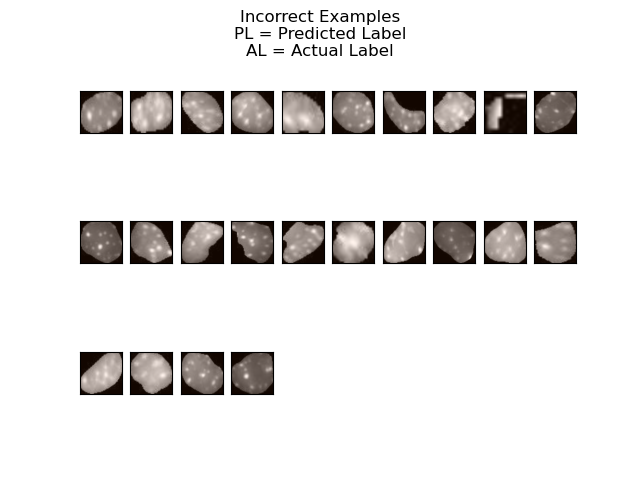 Incorrect Examples
PL = Predicted Label
AL = Actual Label